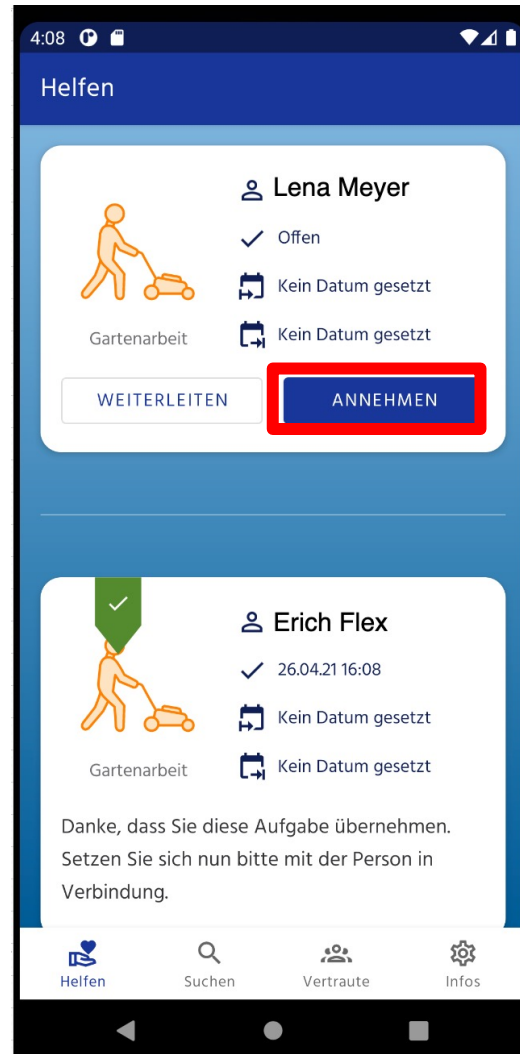 4:08
Helfen
Lena Meyer
Offen
Kein Datum gesetzt
Kein Datum gesetzt
Gartenarbeit
WEITERLEITEN
ANNEHMEN
Erich Flex
26.04.21 16:08
Kein Datum gesetzt
Kein Datum gesetzt
Gartenarbeit
Danke, dass Sie diese Aufgabe übernehmen.
Setzen Sie sich nun bitte mit der Person in
Verbindung.
Helfen Suchen Vertraute Infos